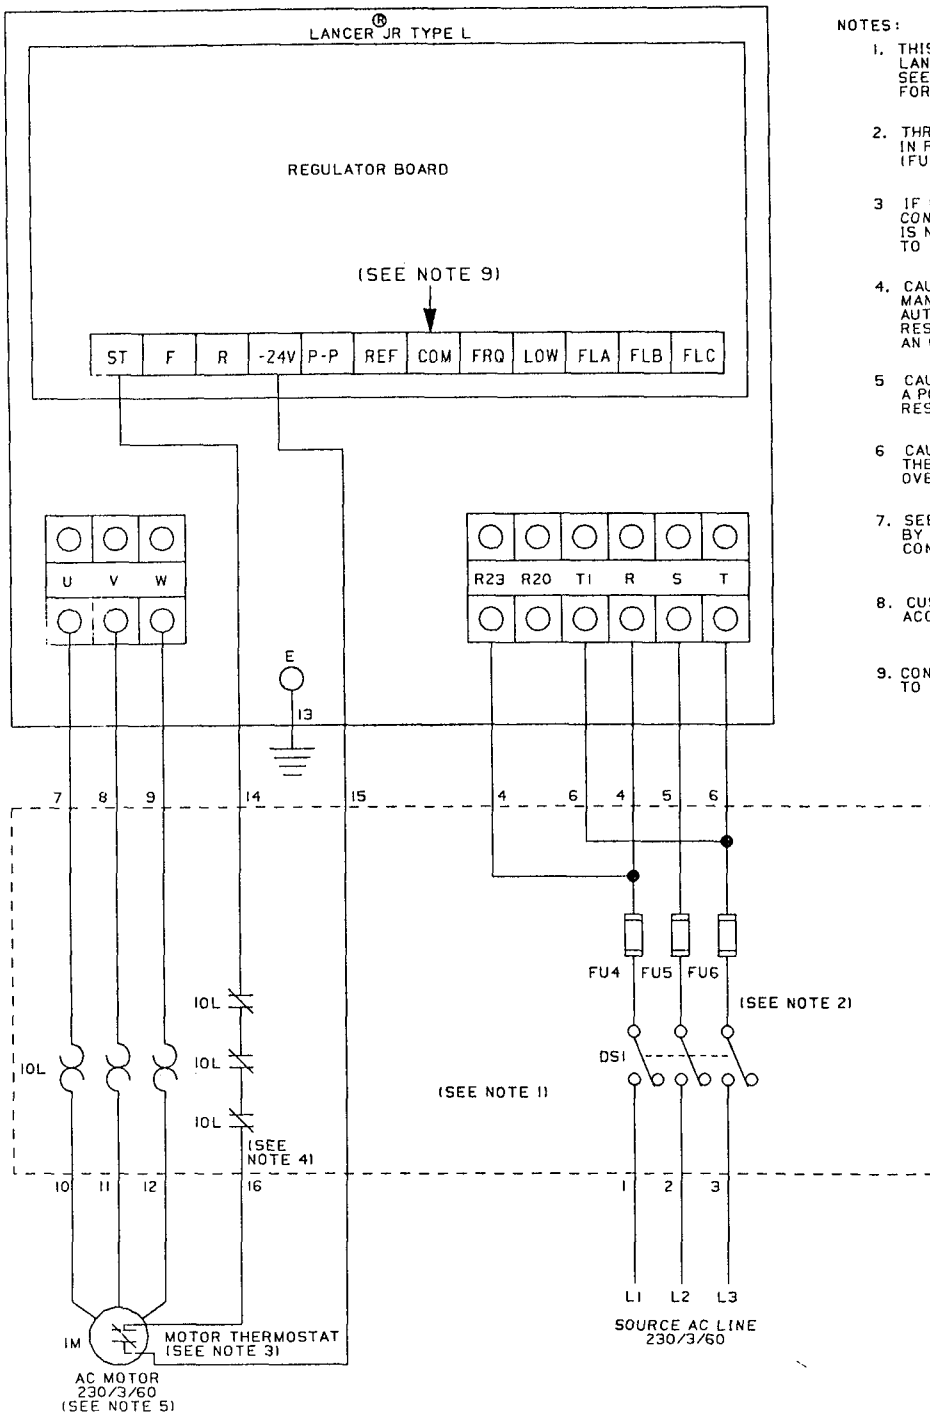 ®
LANCER JR TYPE L
REGULATOR BOARD
(SEE NOTE 9)
ST F R -24V P-P REF COM FRQ LOW FLA FLB FLC
U V W
R23 R20 T1 R S T
E
13
7 8 9 14 15 4 6 4 5 6
FU4 FU5 FU6
(SEE NOTE 2)
IOL
IOL
IOL
IOL
DS1
(SEE NOTE 1)
(SEE
NOTE 4)
10 11 12 16 1 2 3
L1 L2 L3
SOURCE AC LINE
230/3/60
1M
MOTOR THERMOSTAT
(SEE NOTE 3)
AC MOTOR
230/3/60
(SEE NOTE 5)
NOTES:
1. THIS
LAN
SEE
FOR
2. THR
IN F
(FU
3 IF
CON
IS N
TO
4. CAU
MAN
AUT
RES
AN
5 CAU
A PO
RES
6 CAU
THE
OVE
7. SEE
BY
CON
8. CUS
ACC
9. CON
TO